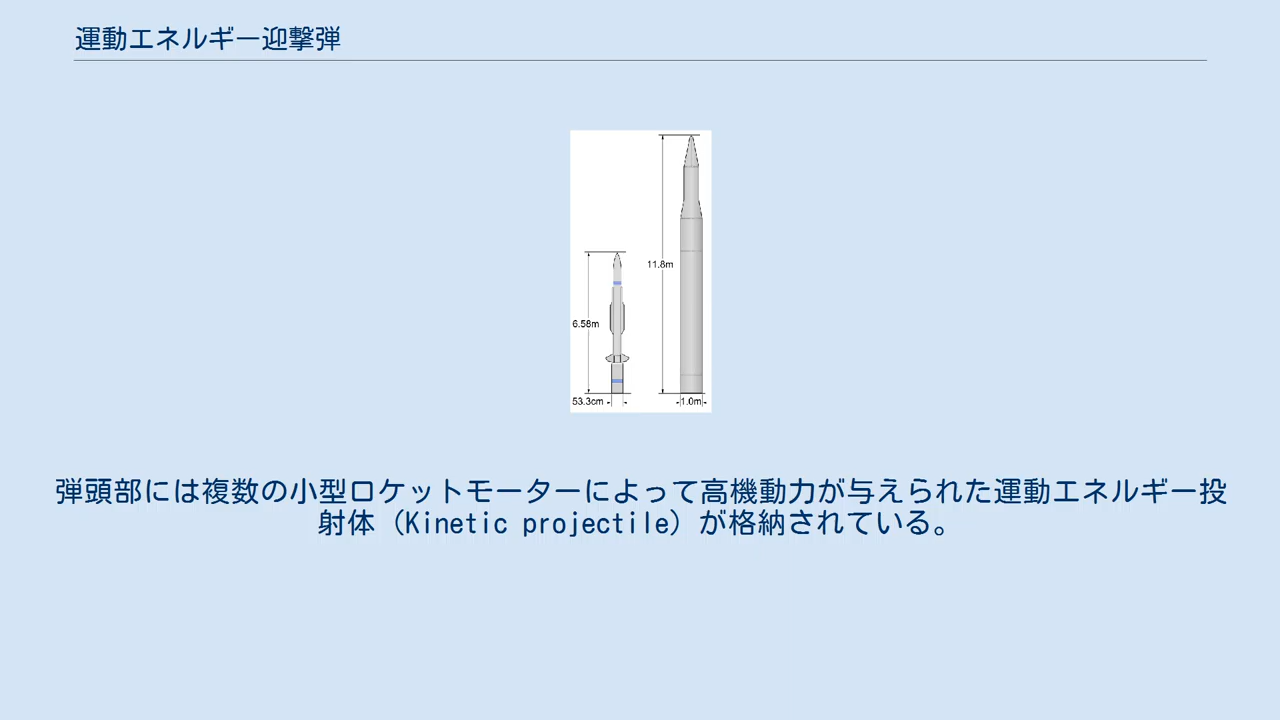 運動エネルギー迎撃弾
11.8m
6.58m
53.3cm
1.0m
弾頭部には複数の小型ロケットモーターによって高機動力が与えられた運動エネルギー投
射体（Kinetic projectile）が格納されている。